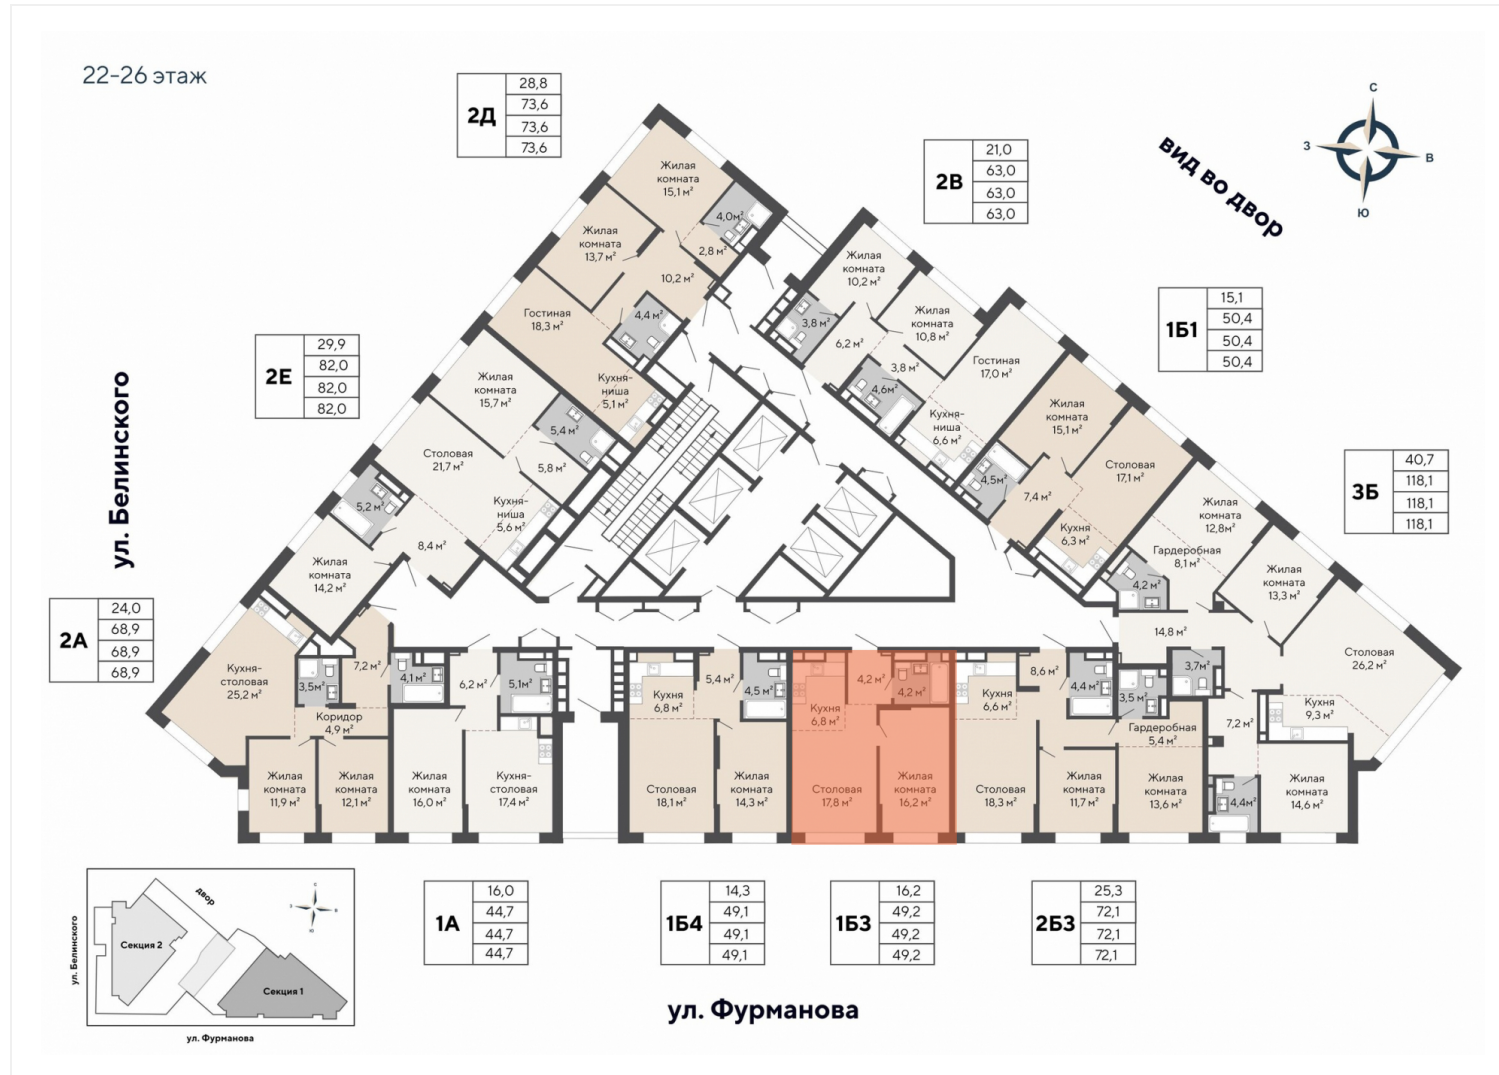 22-26 этаж
2Д
28,8
73,6
73,6
73,6
2В
21,0
63,0
63,0
63,0
С
З
В
Ю
ВИД ВО ДВОР
1Б1
15,1
50,4
50,4
50,4
2Е
29,9
82,0
82,0
82,0
ул. Белинского
3Б
40,7
118,1
118,1
118,1
2А
24,0
68,9
68,9
68,9
Жилая
комната
15,1 м²
4,0м²
2,8 м²
Жилая
комната
13,7 м²
10,2 м²
Гостиная
18,3 м²
4,4 м²
Кухня-
ниша
5,1 м²
Жилая
комната
10,2 м²
3,8 м²
6,2 м²
Жилая
комната
10,8 м²
3,8 м²
4,6м²
Гостиная
17,0 м²
Кухня-
ниша
6,6 м²
Жилая
комната
15,1 м²
Столовая
17,1 м²
4,5м²
7,4 м²
Кухня
6,3 м²
Жилая
комната
15,7 м²
5,4 м²
Столовая
21,7 м²
5,8 м²
Кухня-
ниша
5,6 м²
5,2 м²
8,4 м²
Жилая
комната
14,2 м²
Жилая
комната
12,8м²
Гардеробная
8,1 м²
4,2 м²
Жилая
комната
13,3 м²
14,8 м²
Столовая
26,2 м²
3,7м²
3,5м²
Кухня
9,3 м²
7,2 м²
4,4м²
Жилая
комната
14,6 м²
Кухня-
столовая
25,2 м²
3,5м²
7,2 м²
Коридор
4,9 м²
Жилая
комната
11,9 м²
Жилая
комната
12,1 м²
4,1 м²
6,2 м²
5,1 м²
Жилая
комната
16,0 м²
Кухня-
столовая
17,4 м²
Кухня
6,8 м²
5,4 м²
4,5 м²
Столовая
18,1 м²
Жилая
комната
14,3 м²
Кухня
6,8 м²
4,2 м²
4,2 м²
Столовая
17,8 м²
Жилая
комната
16,2 м²
Кухня
6,6 м²
8,6 м²
4,4 м²
Столовая
18,3 м²
Жилая
комната
11,7 м²
Гардеробная
5,4 м²
Жилая
комната
13,6 м²
1А
16,0
44,7
44,7
44,7
1Б4
14,3
49,1
49,1
49,1
1Б3
16,2
49,2
49,2
49,2
2Б3
25,3
72,1
72,1
72,1
ул. Фурманова
ул. Белинского
двор
С
З
В
Ю
Секция 2
Секция 1
ул. Фурманова